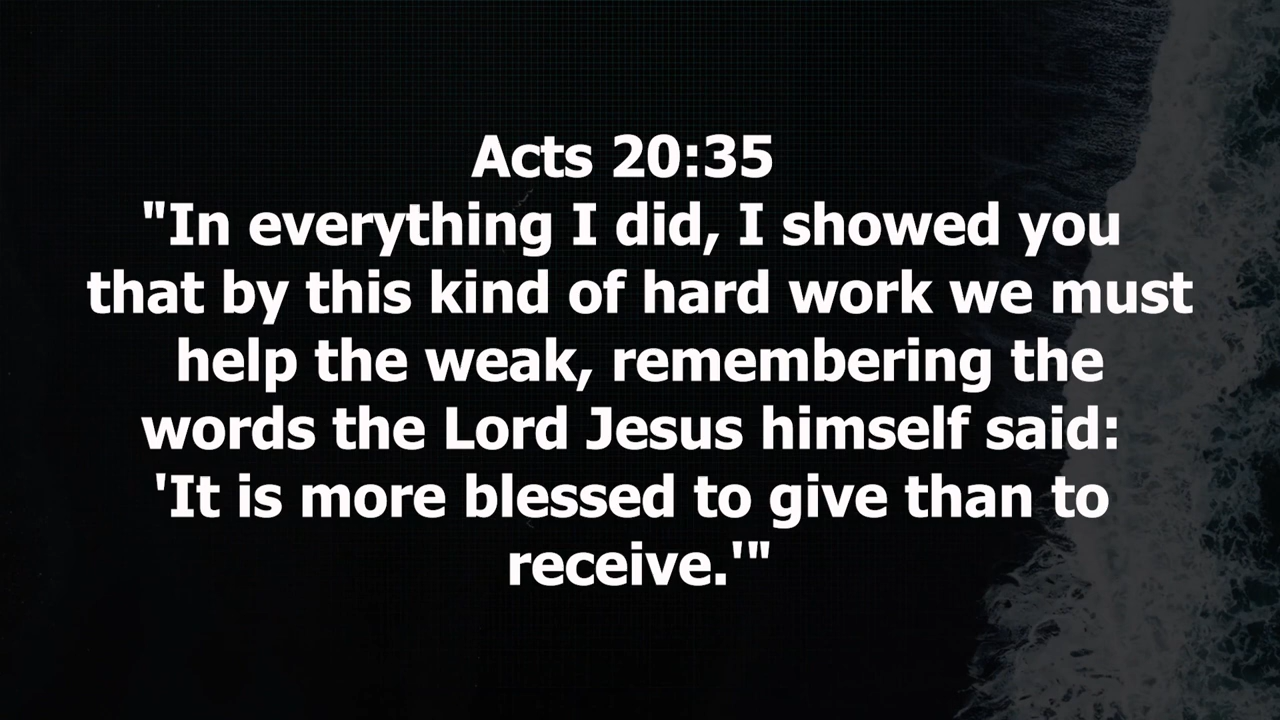 Acts 20:35
"In everything I did, I showed you
that by this kind of hard work we must
help the weak, remembering the
words the Lord Jesus himself said:
'It is more blessed to give than to
receive.'"